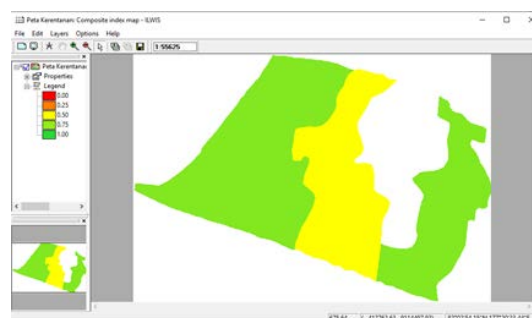 Peta Kerentanan: Composite index map - ILWIS
File Edit Layers Options Help
1:55625
Peta Kerentanan
Properties
Legend
0.00
0.25
0.50
0.75
1.00